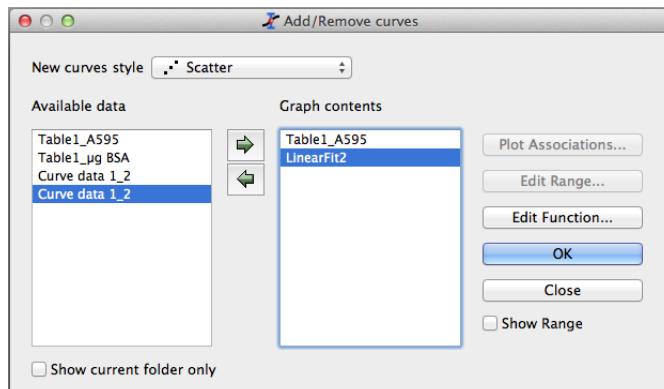 Add/Remove curves
New curves style Scatter
Available data
Graph contents
Table1_A595
Table1_µg BSA
Curve data 1_2
Curve data 1_2
Table1_A595
LinearFit2
Plot Associations...
Edit Range...
Edit Function...
OK
Close
Show Range
Show current folder only